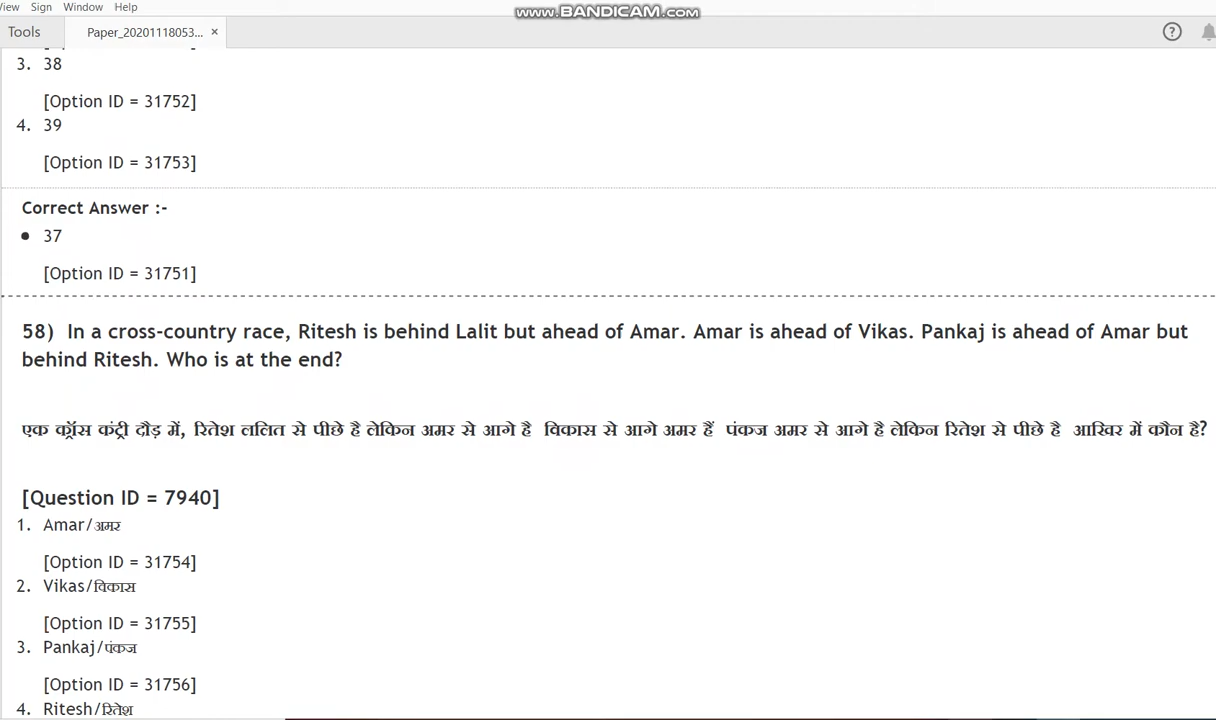 View Sign Window Help
www.BANDICAM.com
Tools Paper_20201118053... ×
3. 38
[Option ID = 31752]
4. 39
[Option ID = 31753]
Correct Answer :-
• 37
[Option ID = 31751]
58) In a cross-country race, Ritesh is behind Lalit but ahead of Amar. Amar is ahead of Vikas. Pankaj is ahead of Amar but
behind Ritesh. Who is at the end?
एक क्रॉस कंट्री दौड़ में, रितेश ललित से पीछे है लेकिन अमर से आगे है विकास से आगे अमर हैं पंकज अमर से आगे है लेकिन रितेश से पीछे है आखिर में कौन है?
[Question ID = 7940]
1. Amar/अमर
[Option ID = 31754]
2. Vikas/विकास
[Option ID = 31755]
3. Pankaj/पंकज
[Option ID = 31756]
4. Ritesh/रितेश